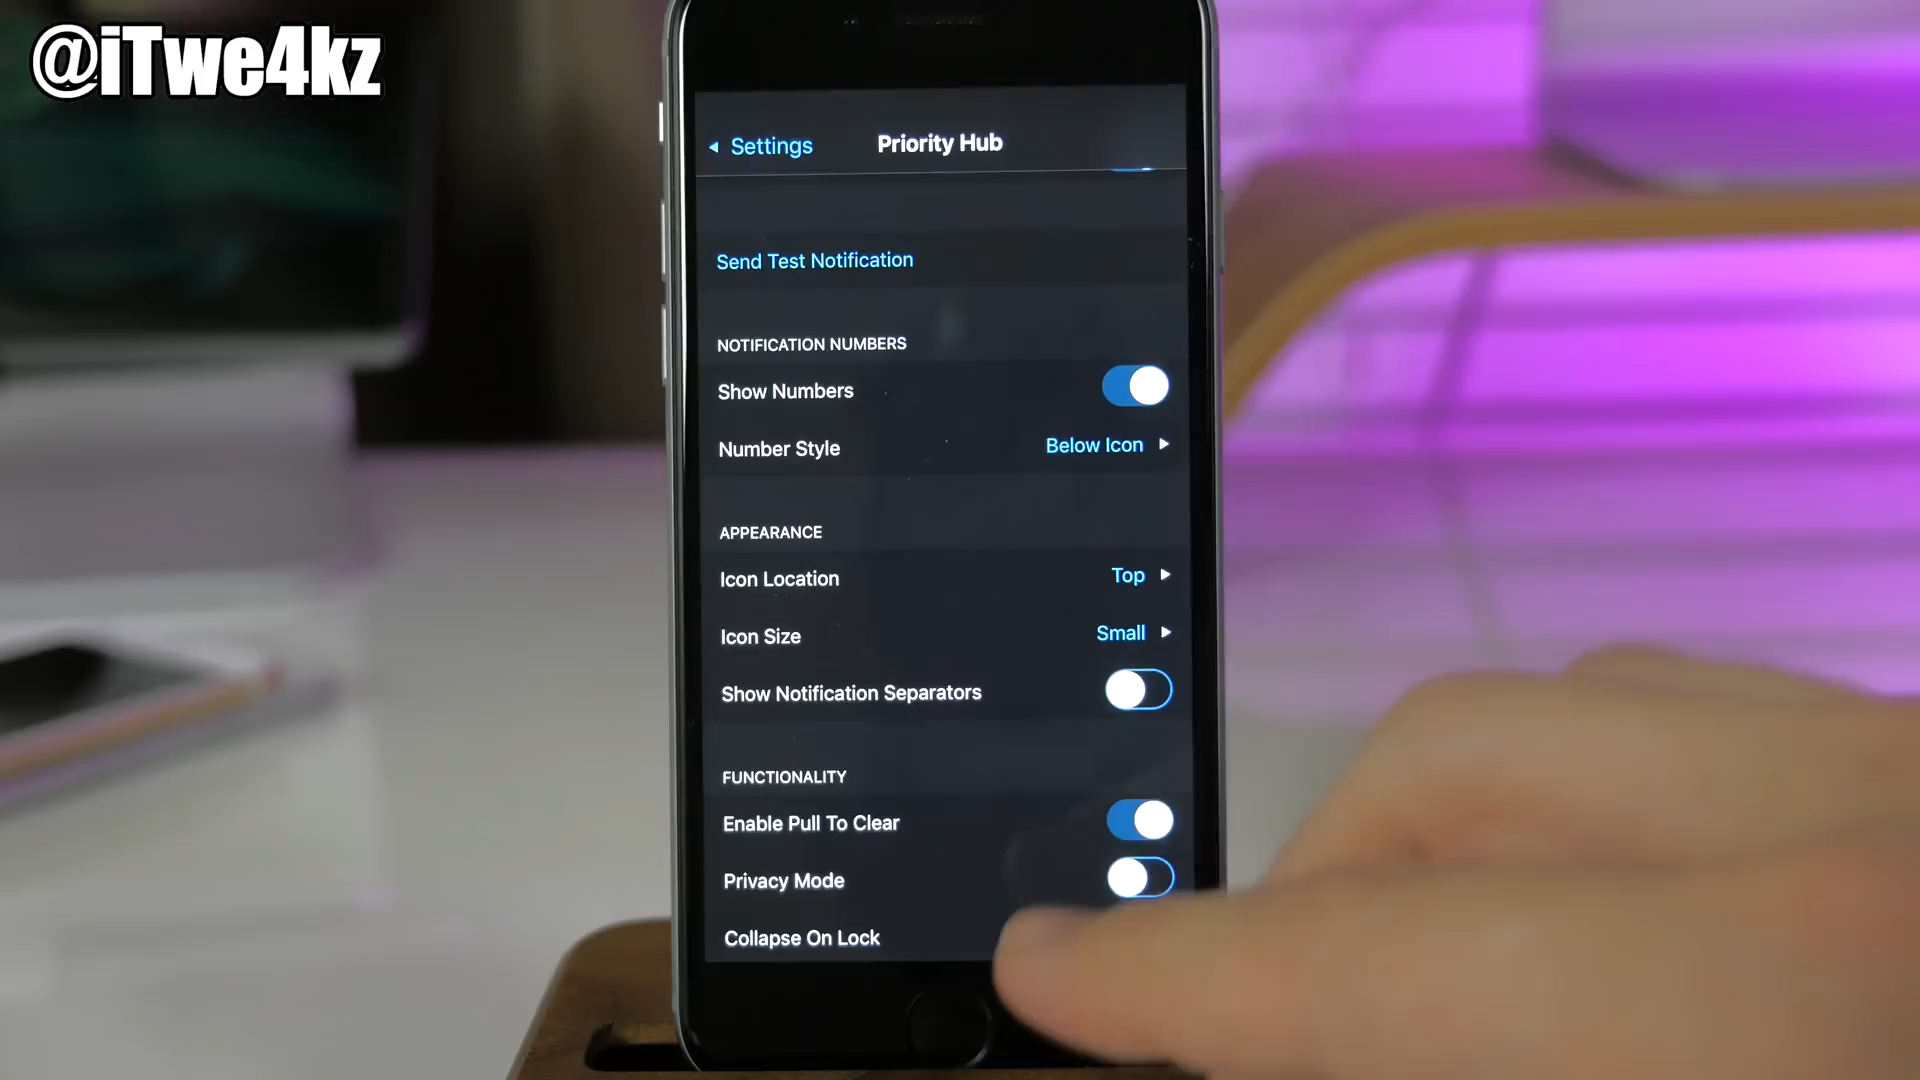 @iTwe4kz
Settings
Priority Hub
Send Test Notification
NOTIFICATION NUMBERS
Show Numbers
Number Style
Below Icon
APPEARANCE
Icon Location
Top
Icon Size
Small
Show Notification Separators
FUNCTIONALITY
Enable Pull To Clear
Privacy Mode
Collapse On Lock